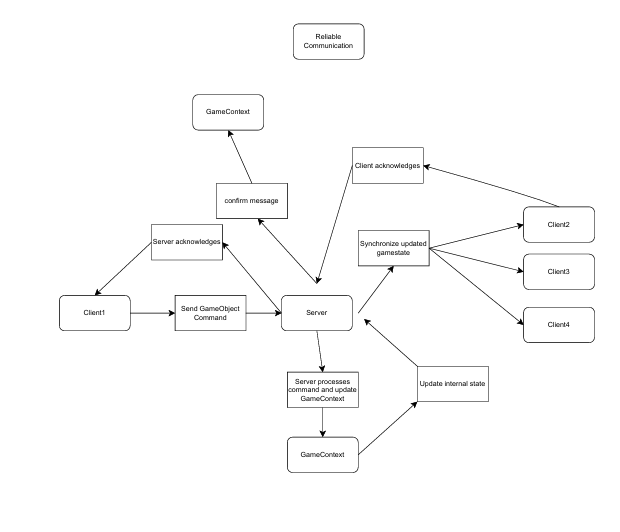 Reliable
Communication
GameContext
Client acknowledges
confirm message
Client2
Server acknowledges
Synchronize updated
gamestate
Client3
Client1
Send GameObject
Command
Server
Client4
Server processes
command and update
GameContext
Update internal state
GameContext